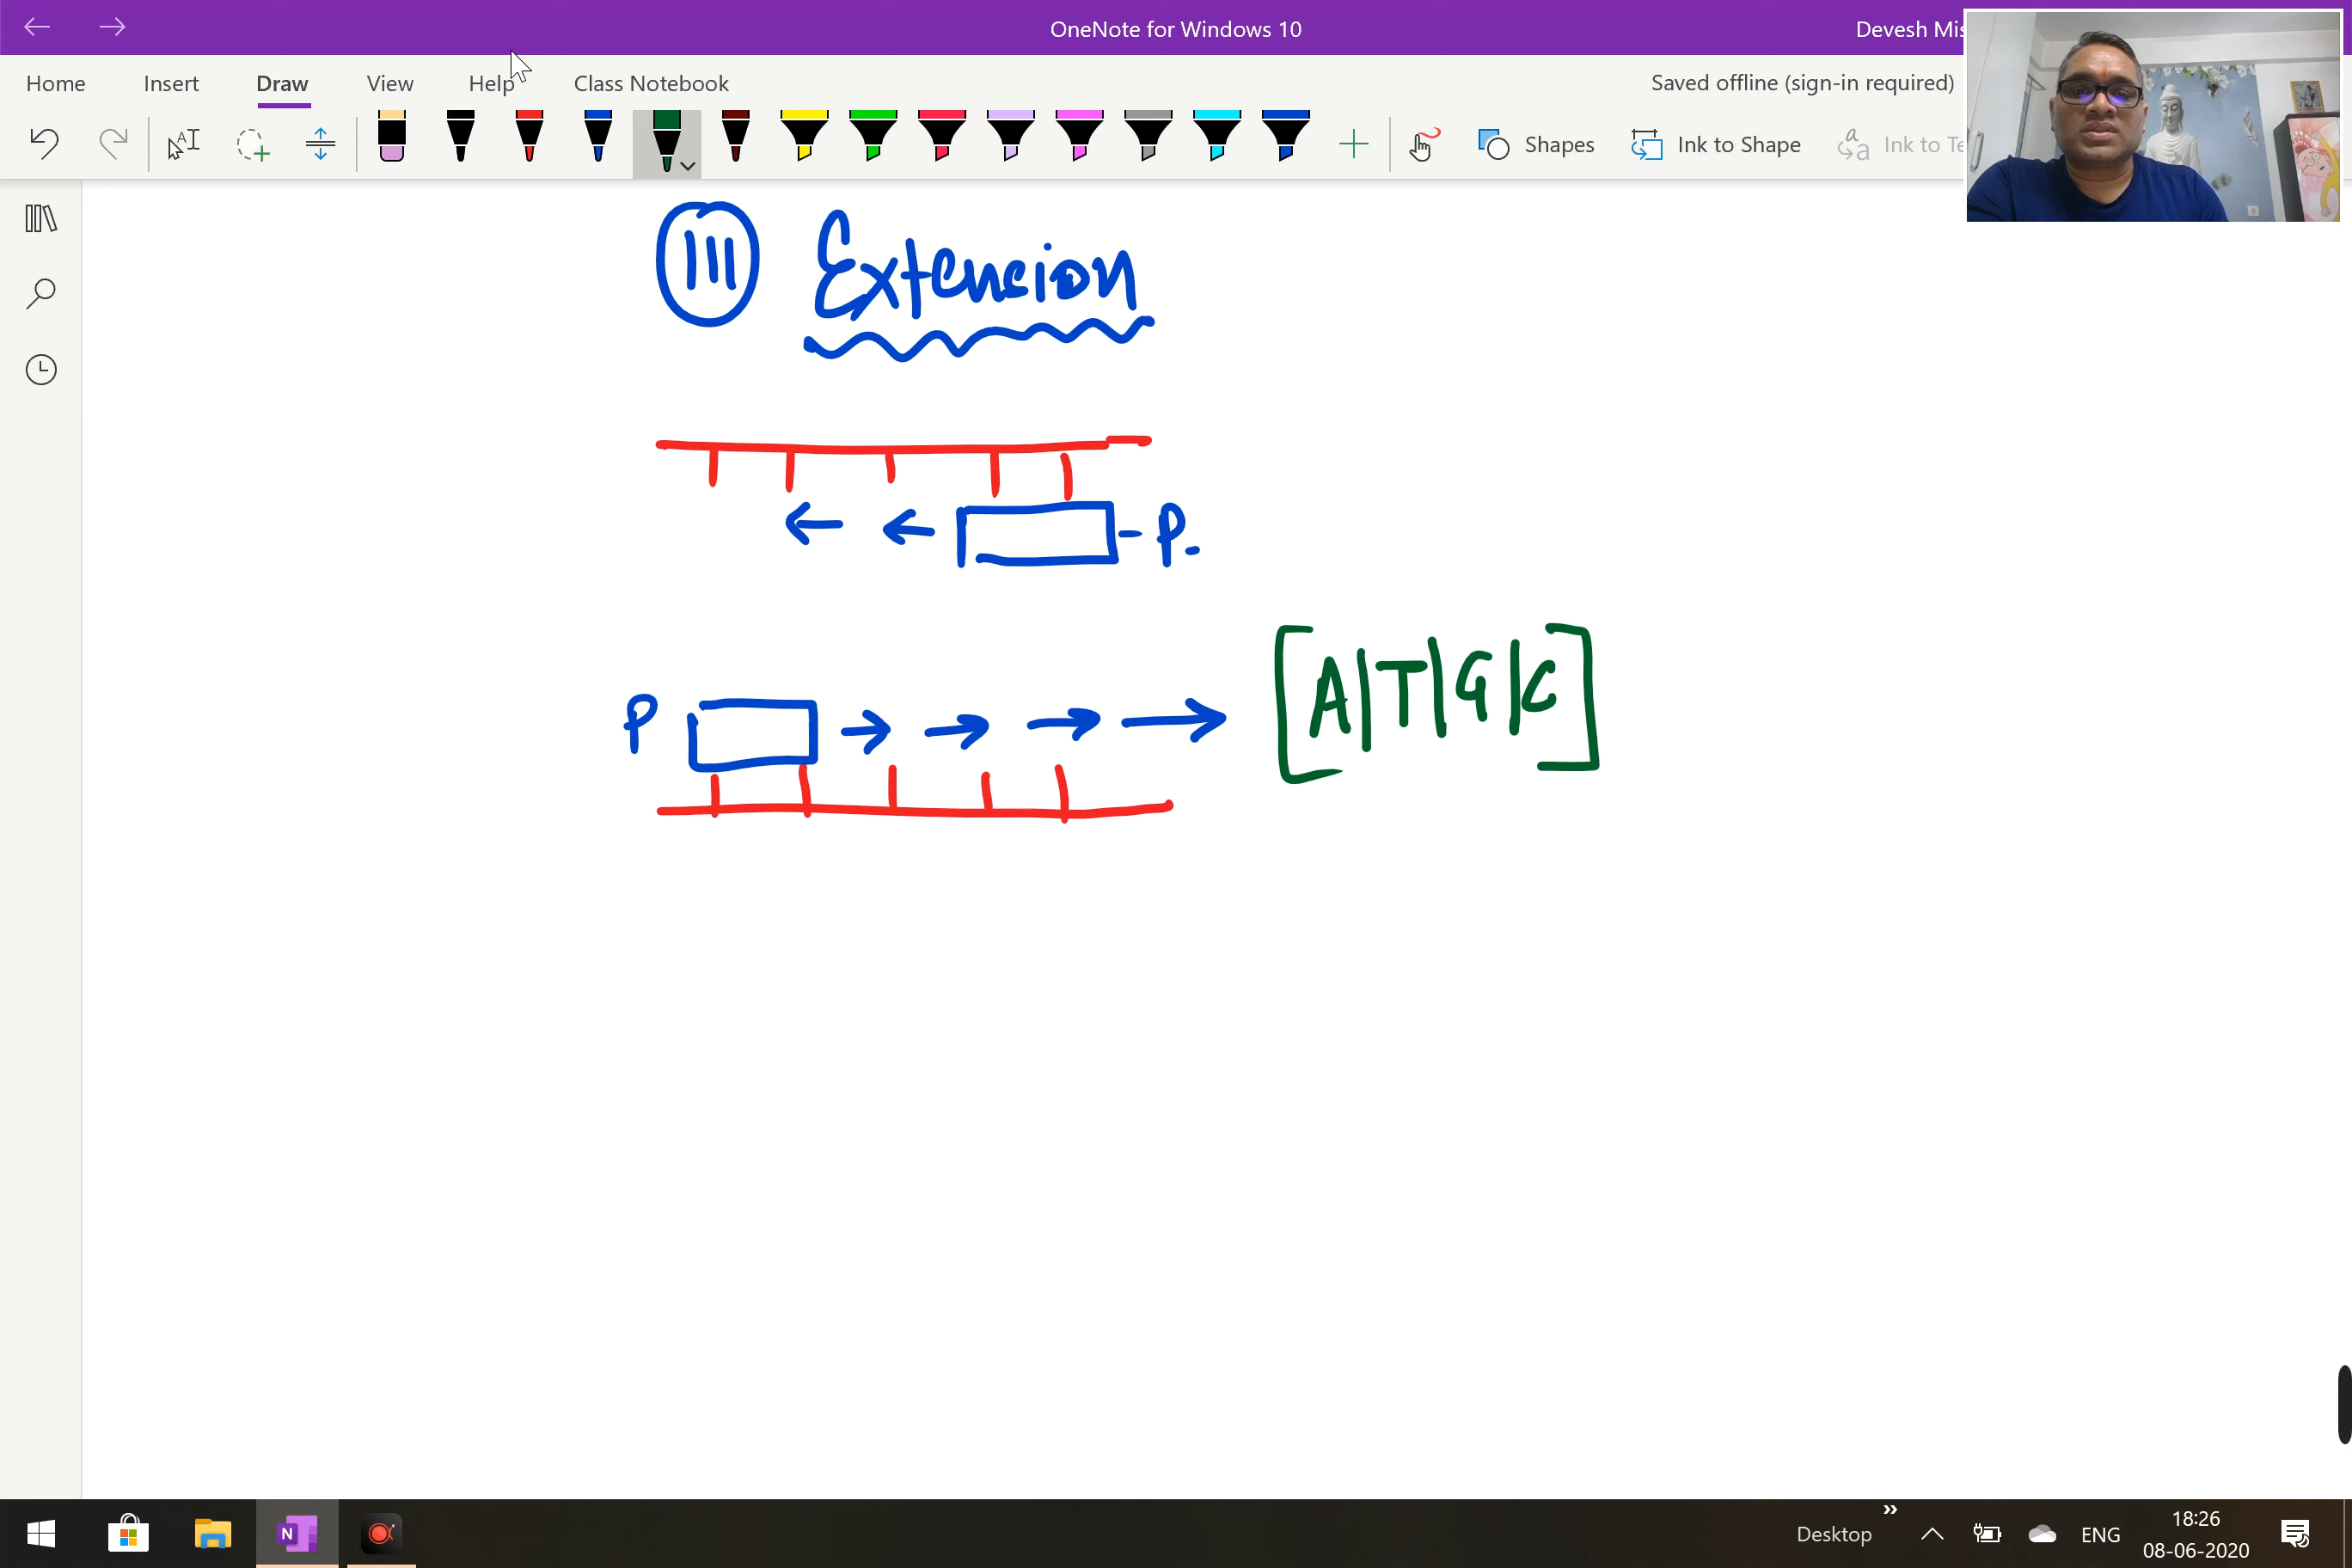 OneNote for Windows 10
Devesh Mis
Home Insert Draw View Help Class Notebook
Saved offline (sign-in required)
Shapes Ink to Shape Ink to Te
III Extension
P.
P
[A|T|G|C]
Desktop
ENG
18:26
08-06-2020